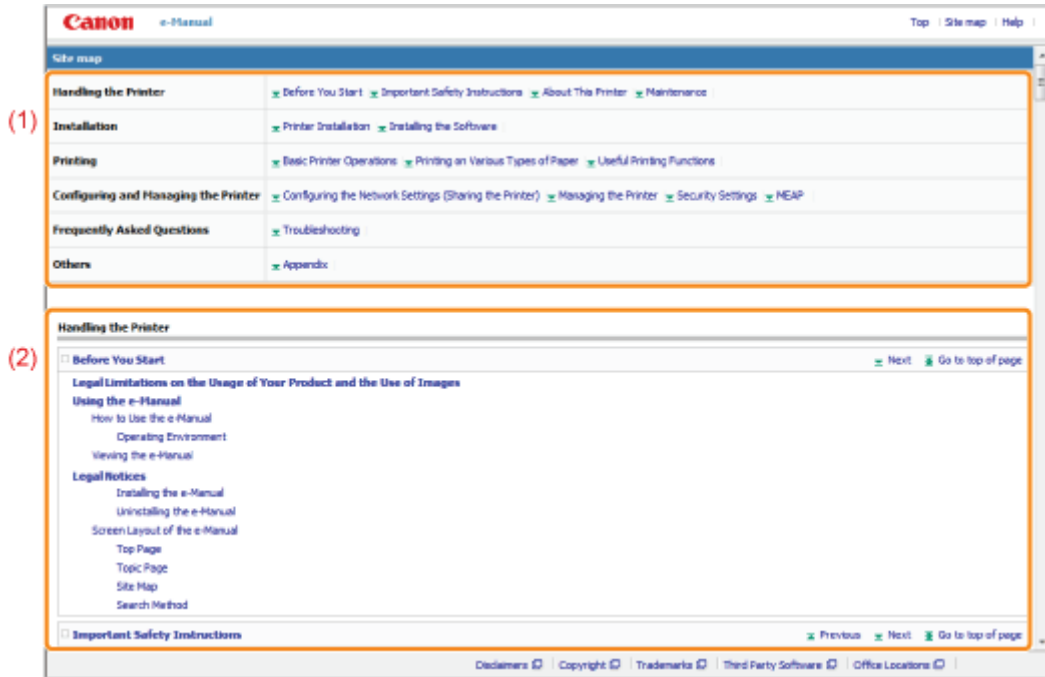 Canon e-Manual Top Site map Help
Site map
(1)
Handling the Printer Before You Start Important Safety Instructions About This Printer Maintenance
Installation Printer Installation Installing the Software
Printing Basic Printer Operations Printing on Various Types of Paper Useful Printing Functions
Configuring and Managing the Printer Configuring the Network Settings (Sharing the Printer) Managing the Printer Security Settings MEAP
Frequently Asked Questions Troubleshooting
Others Appendix
(2)
Handling the Printer
Before You Start Next Go to top of page
Legal Limitations on the Usage of Your Product and the Use of Images
Using the e-Manual
How to Use the e-Manual
Operating Environment
Viewing the e-Manual
Legal Notices
Installing the e-Manual
Uninstalling the e-Manual
Screen Layout of the e-Manual
Top Page
Topic Page
Site Map
Search Method
Important Safety Instructions Previous Next Go to top of page
Disclaimers Copyright Trademarks Third Party Software Office Locations